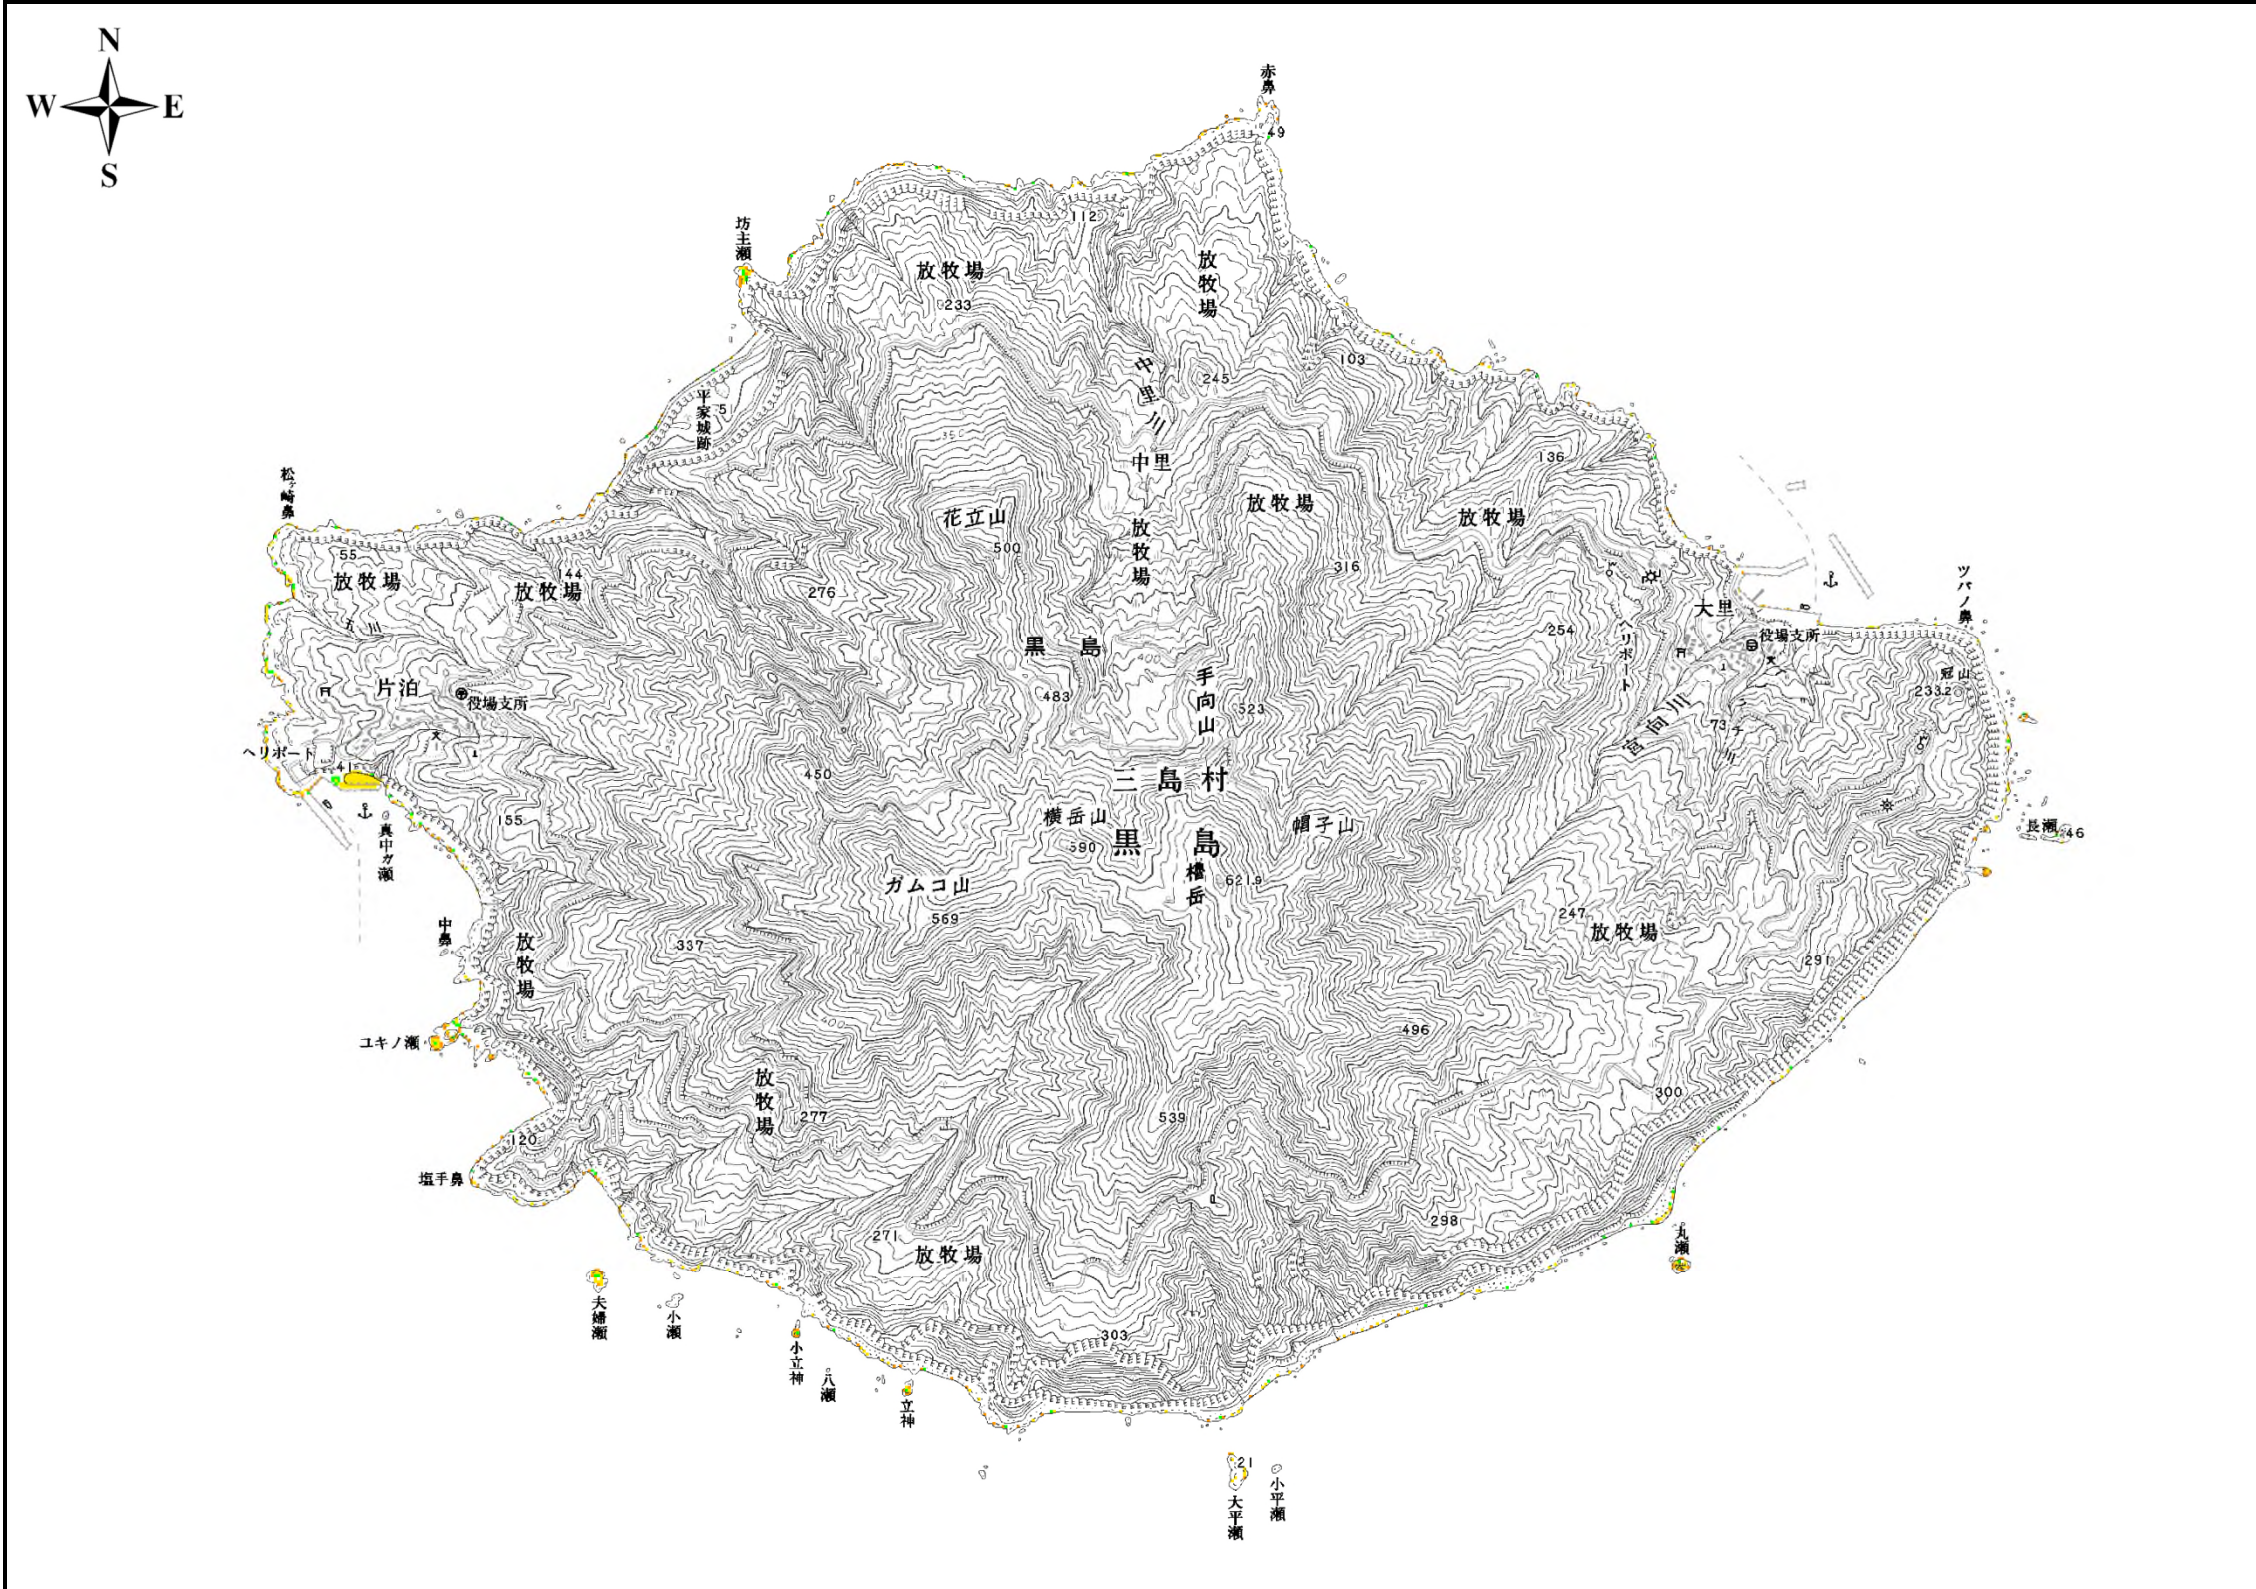 N
W E
S
赤鼻
49
坊主瀬
112
放牧場
放牧場
233
中里川
245
103
平家城跡
5
350
中里
136
松ヶ崎鼻
放牧場
放牧場
花立山
500
放牧場
55
放牧場
144
放牧場
276
316
ツバノ鼻
大里
五川
254
ヘリポート
役場支所
黒島
400
手向山
片泊
役場支所
483
523
冠山
233.2
宮向川
73
ヘリポート
41
450
三島村
横岳山
590
黒島
帽子山
長瀬
46
155
真中ガ瀬
櫓岳
621.9
ガムコ山
569
247
放牧場
中鼻
放牧場
337
291
400
496
ユキノ瀬
放牧場
277
539
300
120
塩手鼻
298
271
放牧場
丸瀬
夫婦瀬
小瀬
303
小立神
八瀬
立神
21
大平瀬
小平瀬